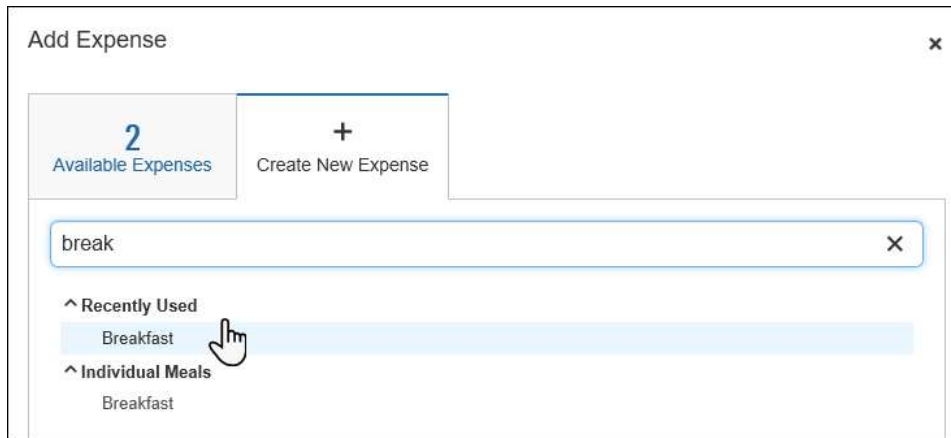 Add Expense
2
Available Expenses
Create New Expense
break
Recently Used
Breakfast
Individual Meals
Breakfast